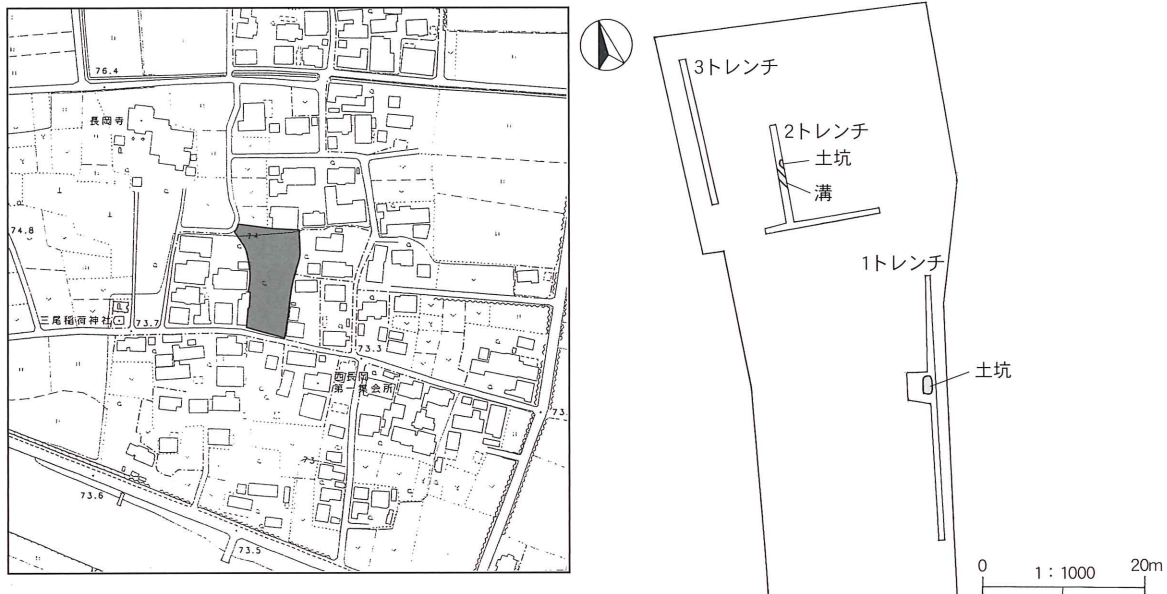 76.4
長岡寺
74.8
74
三尾稲荷神社
73.7
73.3
西長岡
第一集会所
73
73.
73.6
73.5
3トレンチ
2トレンチ
土坑
溝
1トレンチ
土坑
0
1：1000
20m